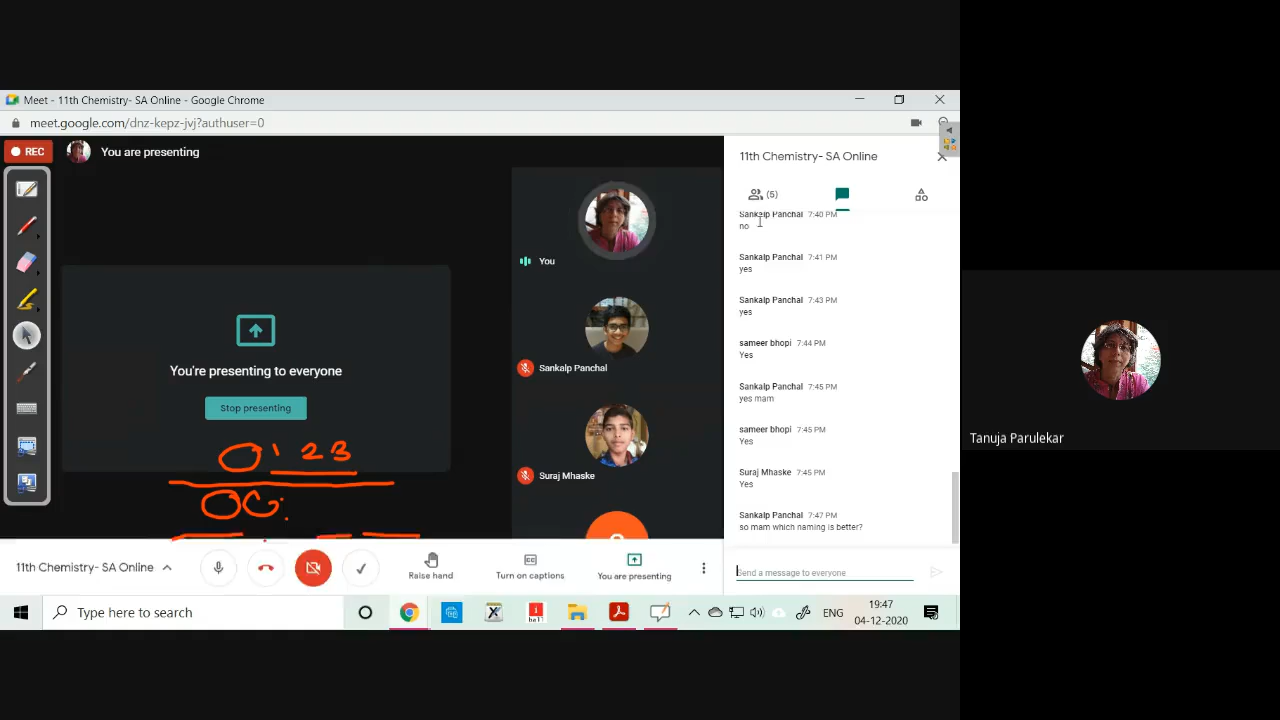 Meet - 11th Chemistry- SA Online - Google Chrome
meet.google.com/dnz-kepz-jvj?authuser=0
REC
You are presenting
11th Chemistry- SA Online
(5)
Sankalp Panchal 7:40 PM
no
Sankalp Panchal 7:41 PM
yes
Sankalp Panchal 7:43 PM
yes
sameer bhopi 7:44 PM
Yes
Sankalp Panchal 7:45 PM
yes mam
sameer bhopi 7:45 PM
Yes
Suraj Mhaske 7:45 PM
Yes
Sankalp Panchal 7:47 PM
so mam which naming is better?
Send a message to everyone
You
Sankalp Panchal
Suraj Mhaske
You're presenting to everyone
Stop presenting
0 1 2 3
Tanuja Parulekar
11th Chemistry- SA Online
Raise hand
Turn on captions
You are presenting
Type here to search
ENG
19:47
04-12-2020